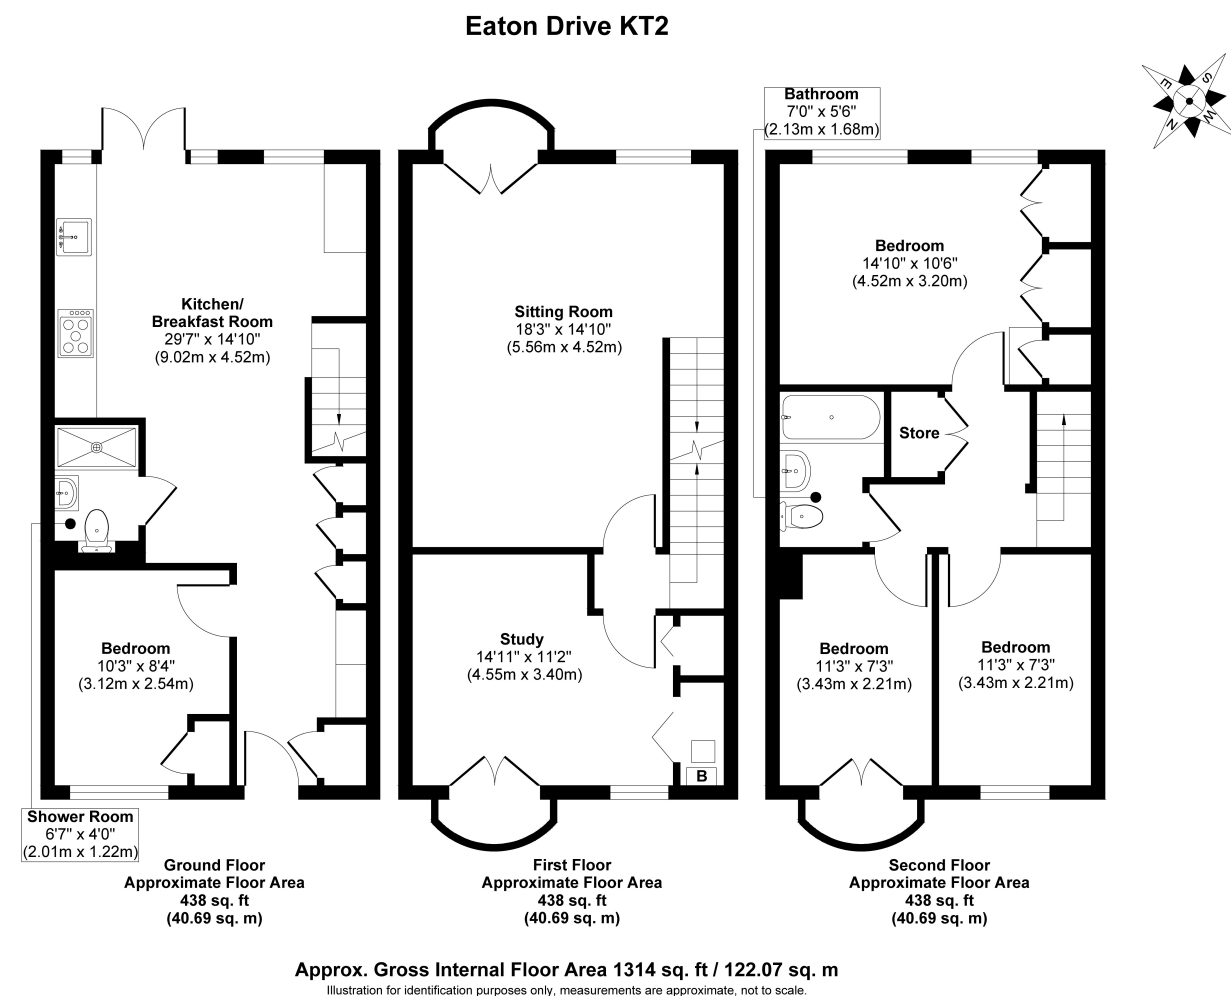 Eaton Drive KT2
E
S
N
W
Bathroom
7'0" x 5'6"
(2.13m x 1.68m)
Kitchen/
Breakfast Room
29'7" x 14'10"
(9.02m x 4.52m)
Bedroom
10'3" x 8'4"
(3.12m x 2.54m)
Shower Room
6'7" x 4'0"
(2.01m x 1.22m)
Ground Floor
Approximate Floor Area
438 sq. ft
(40.69 sq. m)
Sitting Room
18'3" x 14'10"
(5.56m x 4.52m)
Study
14'11" x 11'2"
(4.55m x 3.40m)
B
First Floor
Approximate Floor Area
438 sq. ft
(40.69 sq. m)
Bedroom
14'10" x 10'6"
(4.52m x 3.20m)
Store
Bedroom
11'3" x 7'3"
(3.43m x 2.21m)
Bedroom
11'3" x 7'3"
(3.43m x 2.21m)
Second Floor
Approximate Floor Area
438 sq. ft
(40.69 sq. m)
Approx. Gross Internal Floor Area 1314 sq. ft / 122.07 sq. m
Illustration for identification purposes only, measurements are approximate, not to scale.